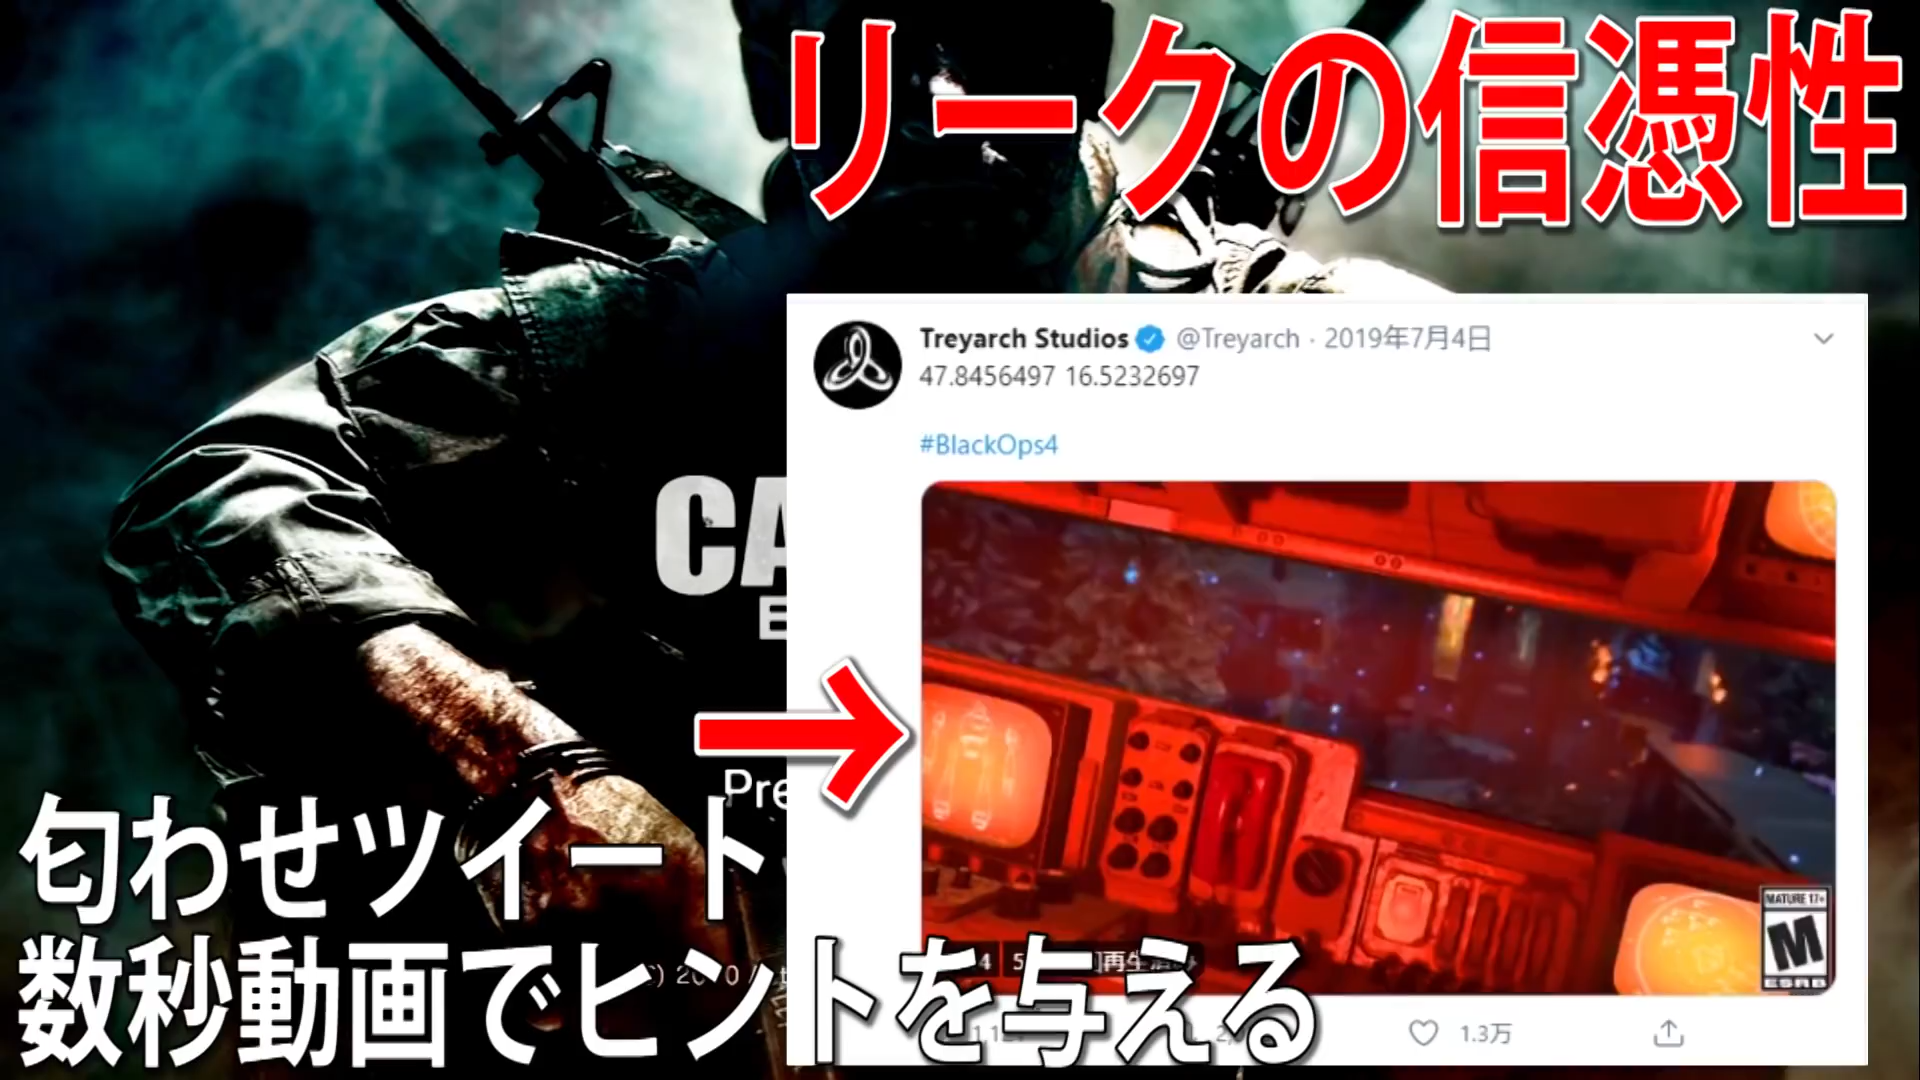 リークの信憑性
Treyarch Studios @Treyarch · 2019年7月4日
47.8456497 16.5232697
#BlackOps4
CA
E
Pre
匂わせツイート
数秒動画でヒントを与える
MATURE 17+
M
ESRB
1.3万